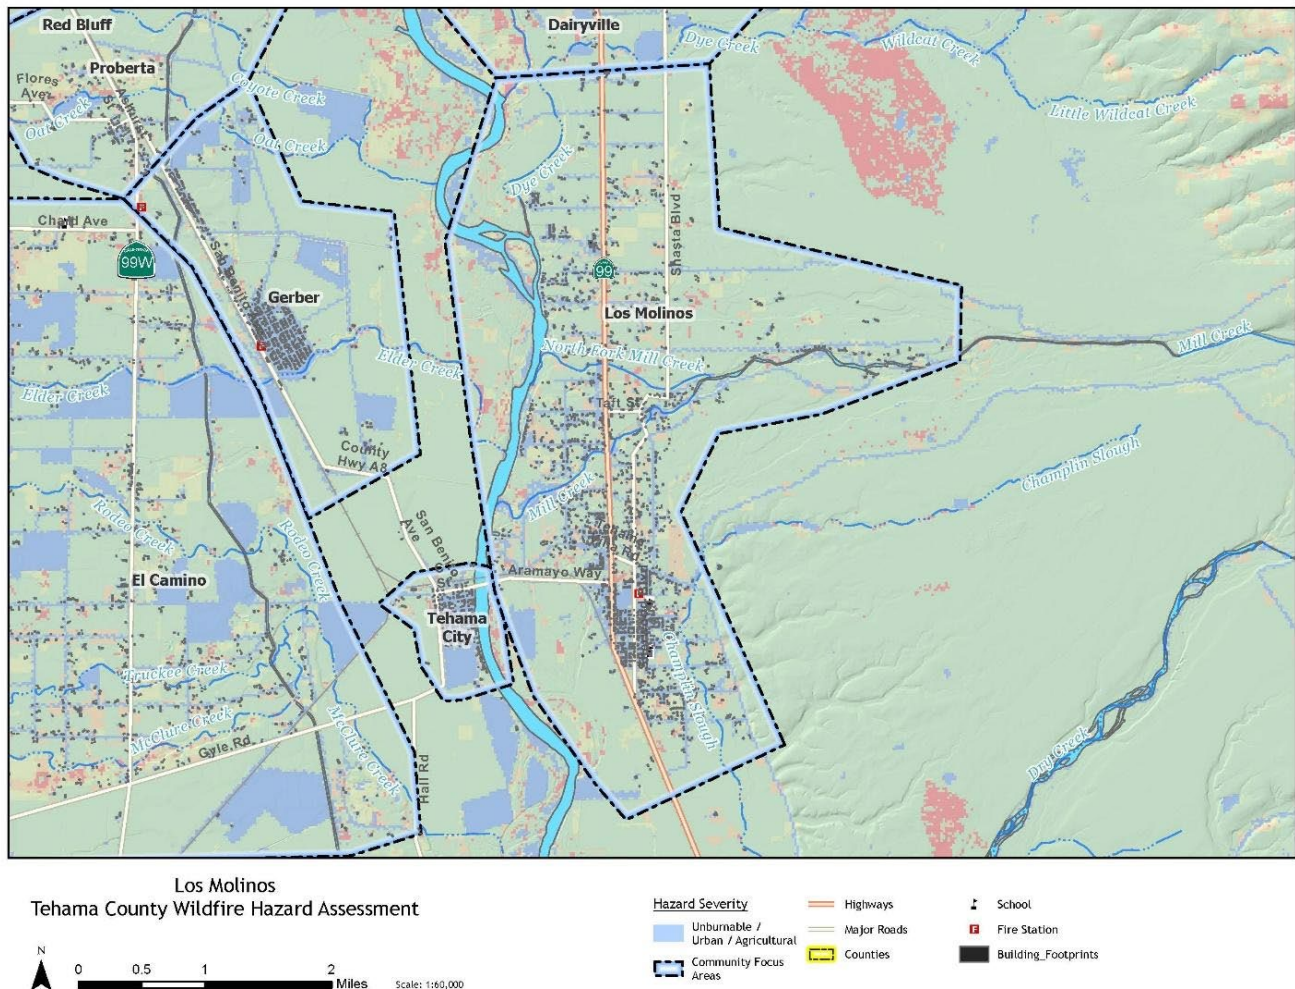 Red Bluff
Dairyville
Dye Creek
Wildcat Creek
Proberta
Flores
Ave
Coyote Creek
Little Wildcat Creek
Oat Creek
Oat Creek
Dye Creek
Chard Ave
Shasta Blvd
99W
San Benito
99
Gerber
Los Molinos
North Fork Mill Creek
Mill Creek
Elder Creek
Elder Creek
Taft St
County
Hwy A8
Champlin Slough
Mill Creek
Rodeo Creek
San Benito
Ave
Rodeo Creek
El Camino
Aramayo Way
St
Tehama
City
Truckee Creek
Champlin Slough
McClure Creek
McClure Creek
Gyle Rd
Hall Rd
Dry Creek
Los Molinos
Tehama County Wildfire Hazard Assessment
N
0 0.5 1 2
Miles
Scale: 1:60,000
Hazard Severity
Unburnable /
Urban / Agricultural
Community Focus
Areas
Highways
Major Roads
Counties
School
F Fire Station
Building_Footprints